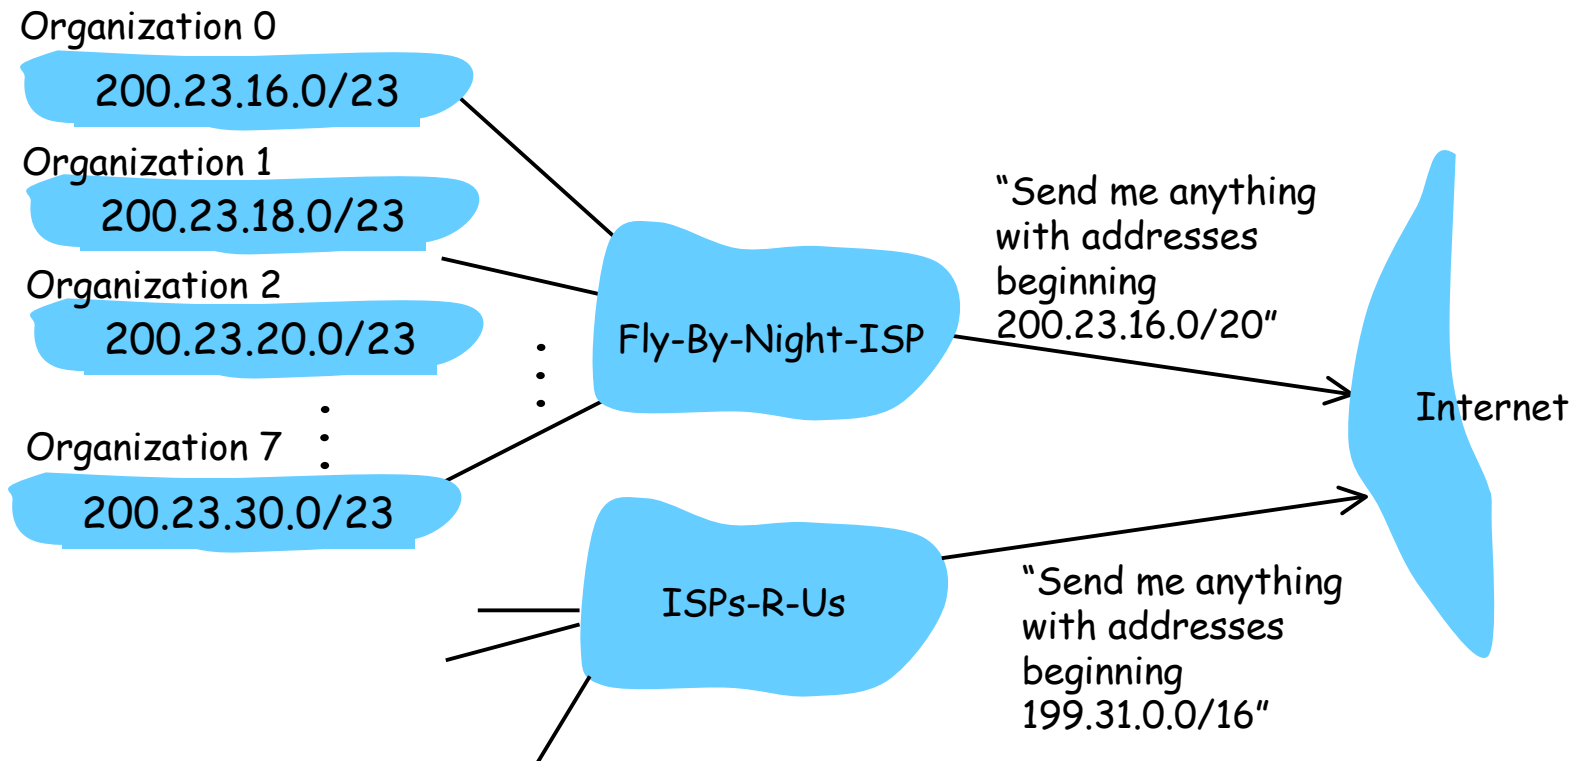 Organization 0
200.23.16.0/23
Organization 1
200.23.18.0/23
Organization 2
200.23.20.0/23
Organization 7
200.23.30.0/23
Fly-By-Night-ISP
“Send me anything
with addresses
beginning
200.23.16.0/20”
Internet
ISPs-R-Us
“Send me anything
with addresses
beginning
199.31.0.0/16”